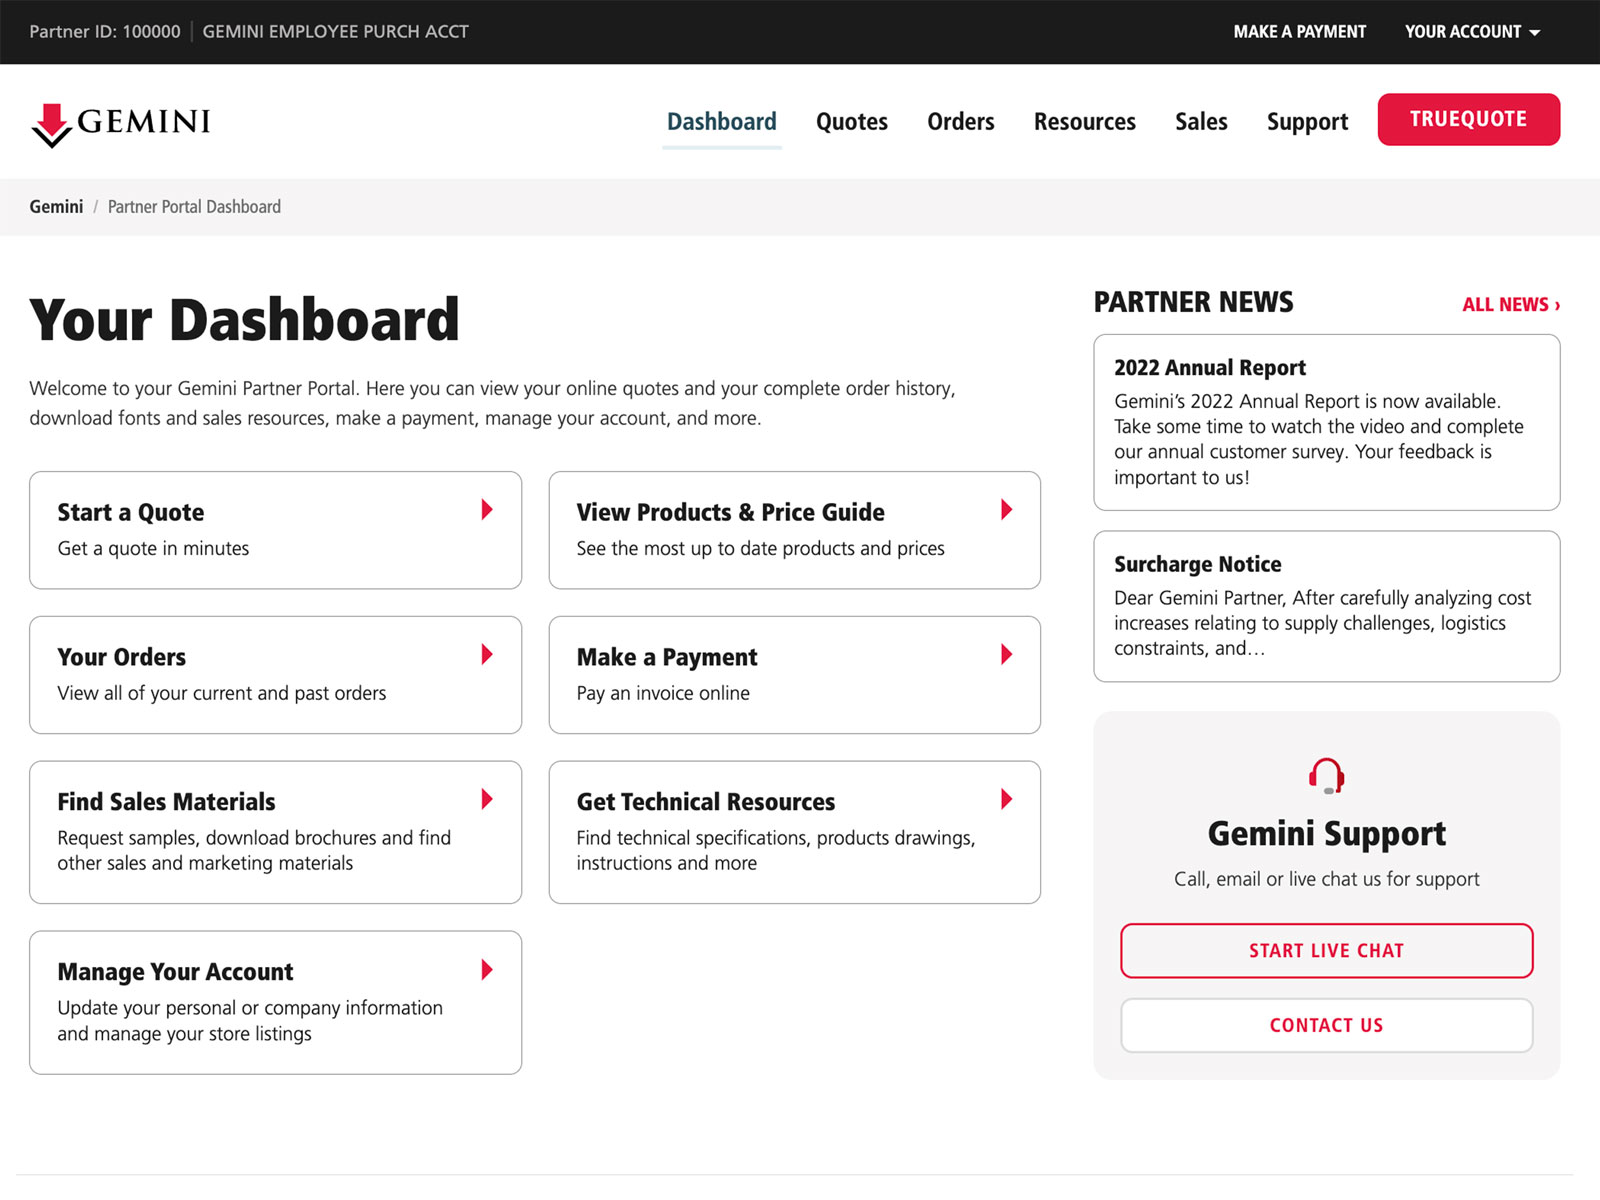 Partner ID: 100000 | GEMINI EMPLOYEE PURCH ACCT
MAKE A PAYMENT
YOUR ACCOUNT
GEMINI
Dashboard
Quotes
Orders
Resources
Sales
Support
TRUEQUOTE
Gemini / Partner Portal Dashboard
Your Dashboard
Welcome to your Gemini Partner Portal. Here you can view your online quotes and your complete order history,
download fonts and sales resources, make a payment, manage your account, and more.
Start a Quote
Get a quote in minutes
View Products & Price Guide
See the most up to date products and prices
Your Orders
View all of your current and past orders
Make a Payment
Pay an invoice online
Find Sales Materials
Request samples, download brochures and find
other sales and marketing materials
Get Technical Resources
Find technical specifications, products drawings,
instructions and more
Manage Your Account
Update your personal or company information
and manage your store listings
PARTNER NEWS
ALL NEWS ›
2022 Annual Report
Gemini’s 2022 Annual Report is now available.
Take some time to watch the video and complete
our annual customer survey. Your feedback is
important to us!
Surcharge Notice
Dear Gemini Partner, After carefully analyzing cost
increases relating to supply challenges, logistics
constraints, and…
Gemini Support
Call, email or live chat us for support
START LIVE CHAT
CONTACT US